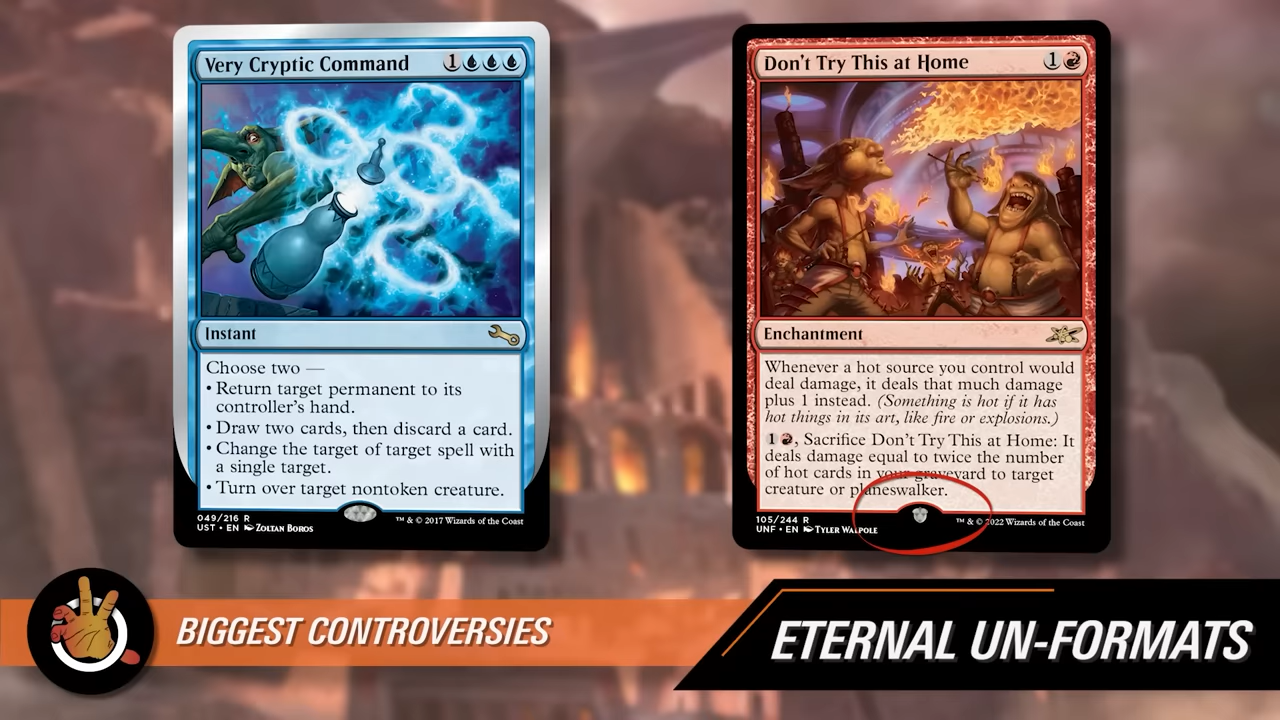 Very Cryptic Command 1
Instant
Choose two —
• Return target permanent to its
controller's hand.
• Draw two cards, then discard a card.
• Change the target of target spell with
a single target.
• Turn over target nontoken creature.
049/216 R
UST • EN ZOLTAN BOROS
™ & © 2017 Wizards of the Coast
Don't Try This at Home 1
Enchantment
Whenever a hot source you control would
deal damage, it deals that much damage
plus 1 instead. (Something is hot if it has
hot things in its art, like fire or explosions.)
1, Sacrifice Don't Try This at Home: It
deals damage equal to twice the number
of hot cards in your graveyard to target
creature or planeswalker.
105/244 R
UNF • EN TYLER WALPOLE
™ & © 2022 Wizards of the Coast
BIGGEST CONTROVERSIES
ETERNAL UN-FORMATS